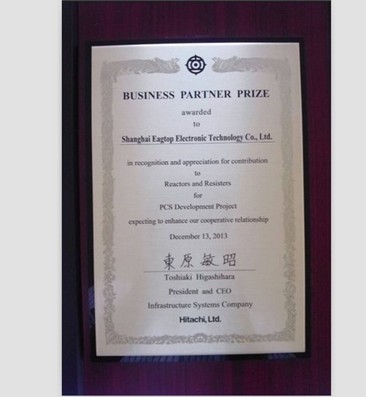 BUSINESS PARTNER PRIZE
awarded
to
Shanghai Eagtop Electronic Technology Co., Ltd.
in recognition and appreciation for contribution
to
Reactors and Resisters
for
PCS Development Project
expecting to enhance our cooperative relationship
December 13, 2013
東原敏昭
Toshiaki Higashihara
President and CEO
Infrastructure Systems Company
Hitachi, Ltd.